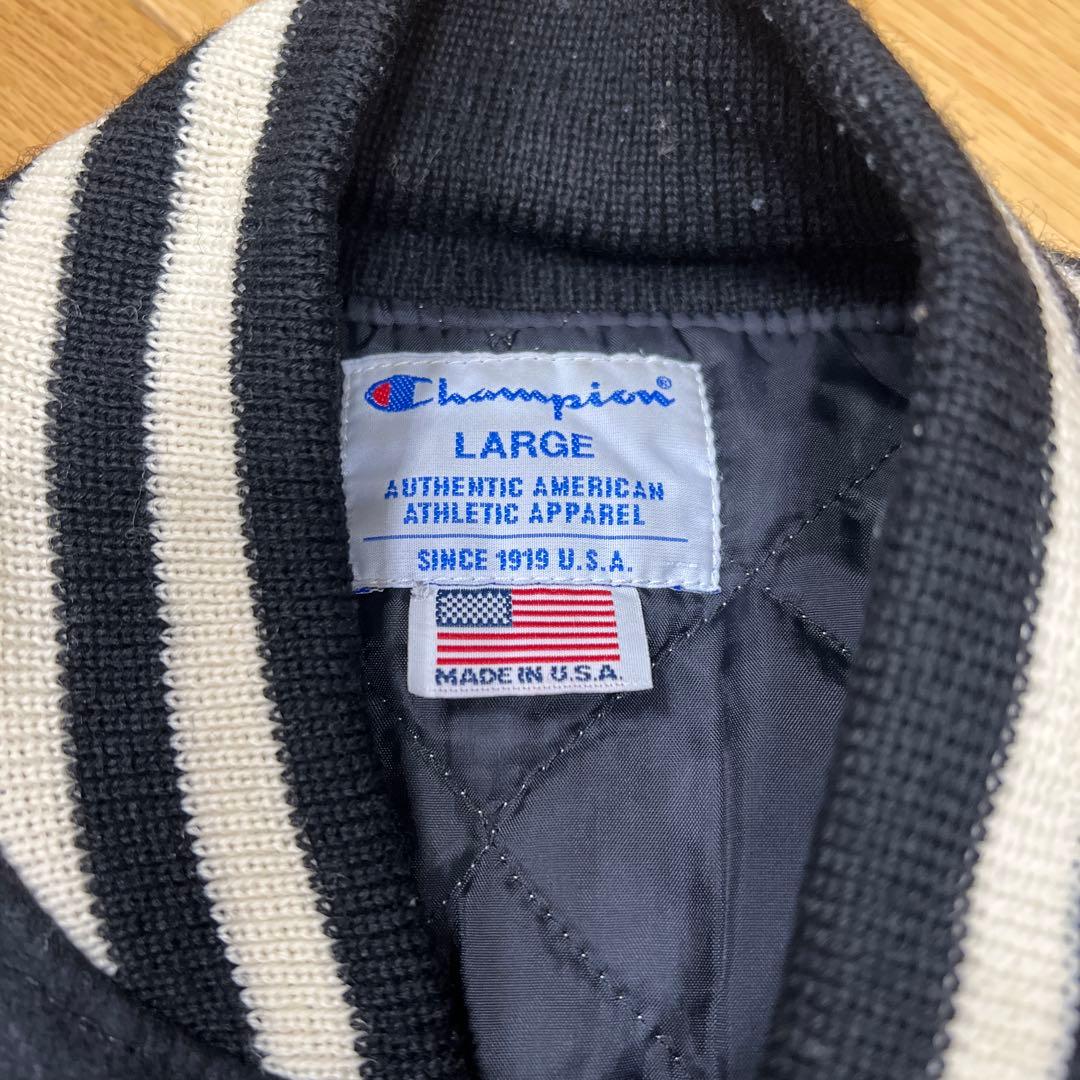 Champion®
LARGE
AUTHENTIC AMERICAN
ATHLETIC APPAREL
SINCE 1919 U.S.A.
MADE IN U.S.A.